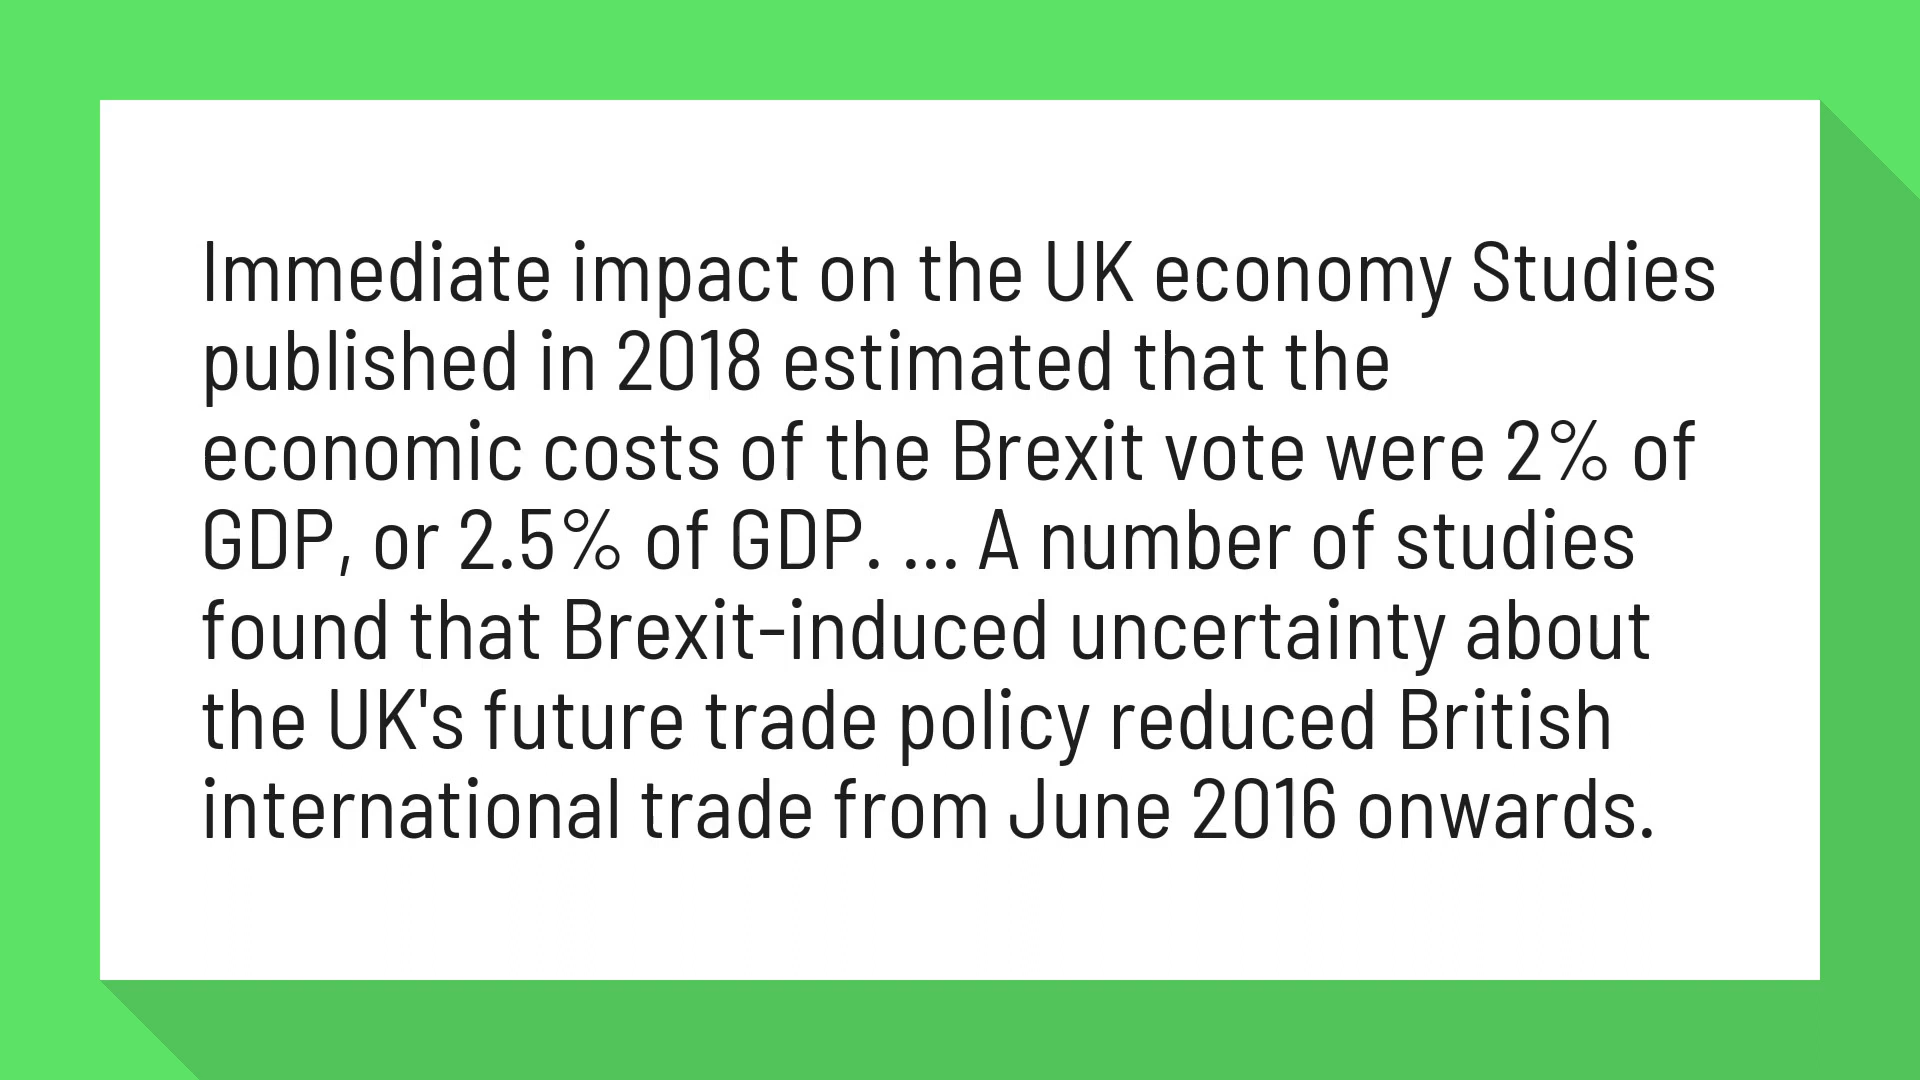 Immediate impact on the UK economy Studies
published in 2018 estimated that the
economic costs of the Brexit vote were 2% of
GDP, or 2.5% of GDP. ... A number of studies
found that Brexit-induced uncertainty about
the UK's future trade policy reduced British
international trade from June 2016 onwards.